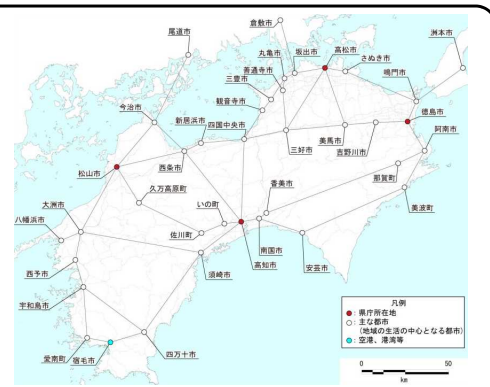 倉敷市
尾道市
洲本市
丸亀市
坂出市
高松市
善通寺市
さぬき市
三豊市
鳴門市
観音寺市
今治市
新居浜市
四国中央市
徳島市
阿南市
三好市
美馬市
吉野川市
西条市
松山市
那賀町
久万高原町
香美市
いの町
美波町
大洲市
八幡浜市
佐川町
南国市
安芸市
高知市
須崎市
西予市
宇和島市
愛南町
宿毛市
四万十市
凡例
：県庁所在地
：主な都市
（地域の生活の中心となる都市）
：空港、港湾等
0 25 50
km